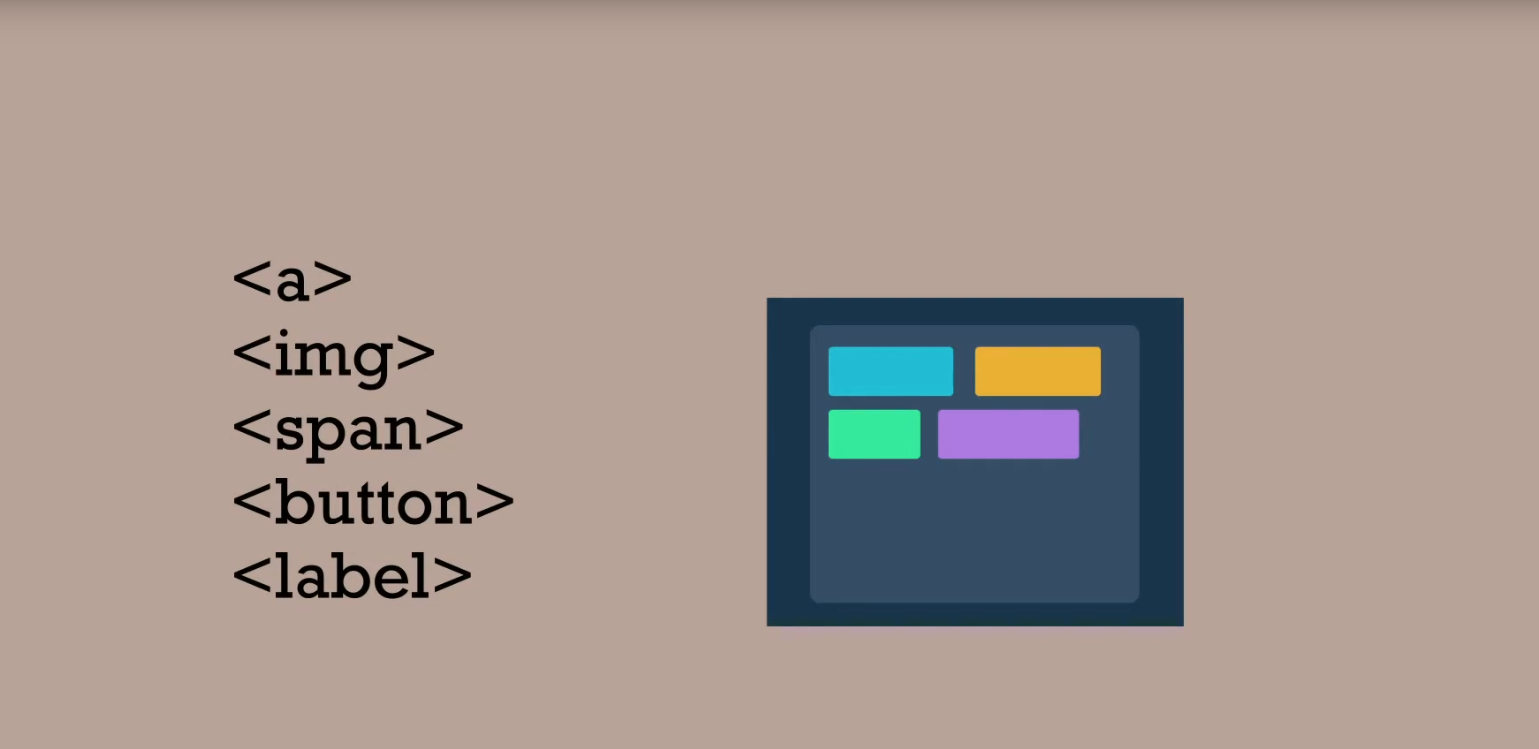 <a>
<img>
<span>
<button>
<label>